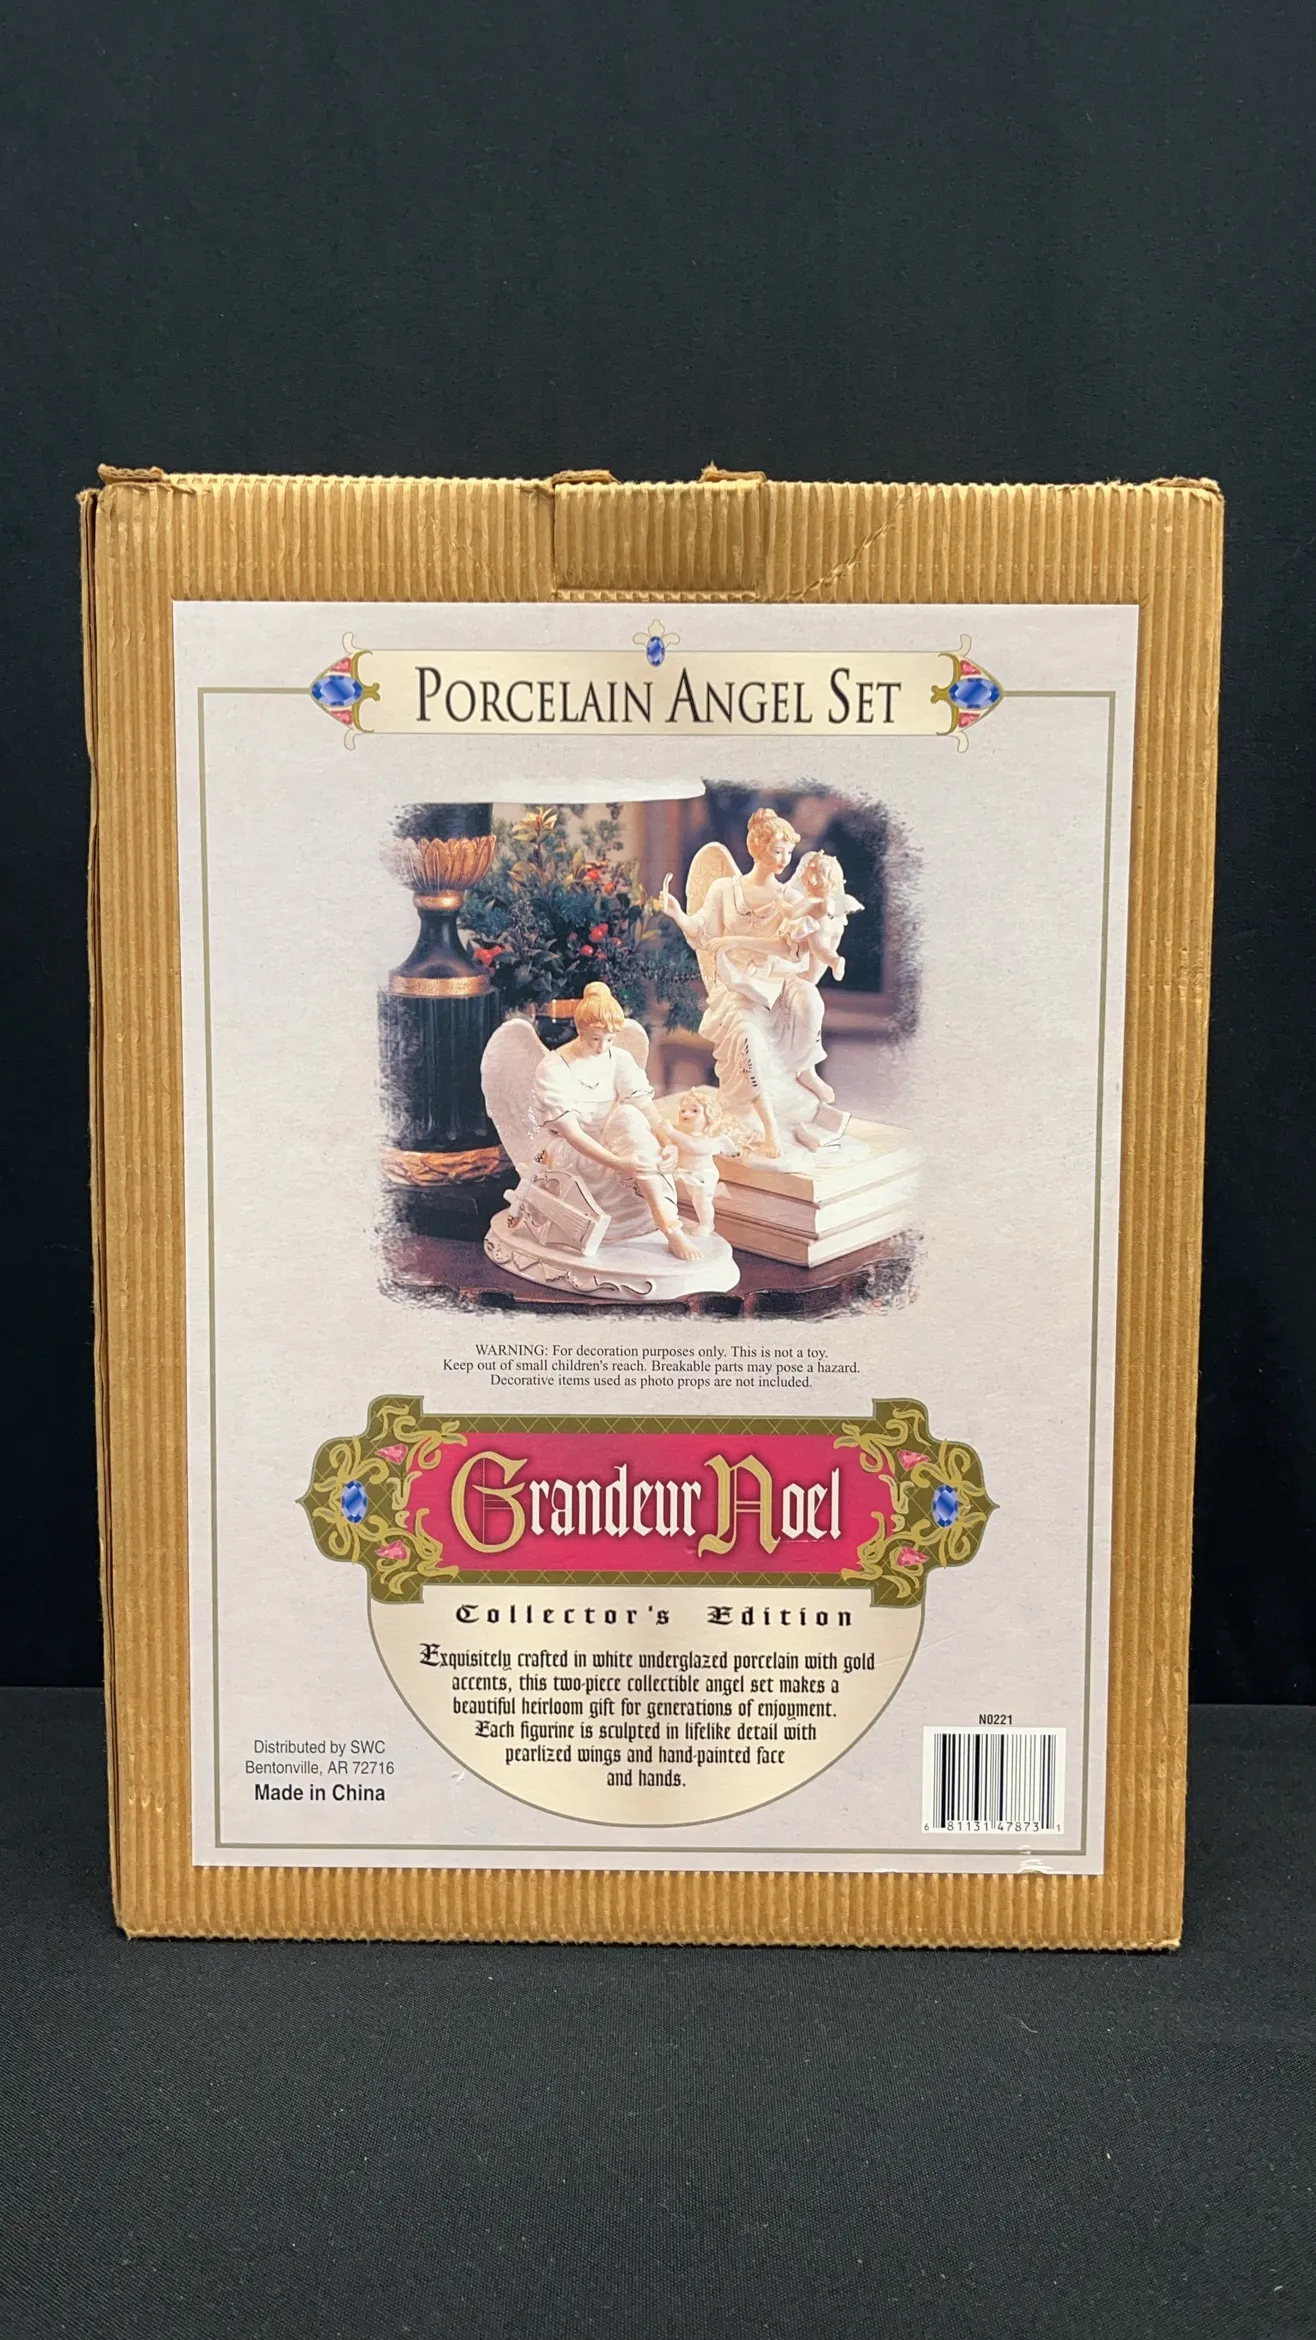 PORCELAIN ANGEL SET
WARNING: For decoration purposes only. This is not a toy.
Keep out of small children's reach. Breakable parts may pose a hazard.
Decorative items used as photo props are not included.
Grandeur Noel
Collector's Edition
Exquisitely crafted in white underglazed porcelain with gold
accents, this two-piece collectible angel set makes a
beautiful heirloom gift for generations of enjoyment.
Each figurine is sculpted in lifelike detail with
pearlized wings and hand-painted face
and hands.
Distributed by SWC
Bentonville, AR 72716
Made in China
N0221
6 81131 47873 1